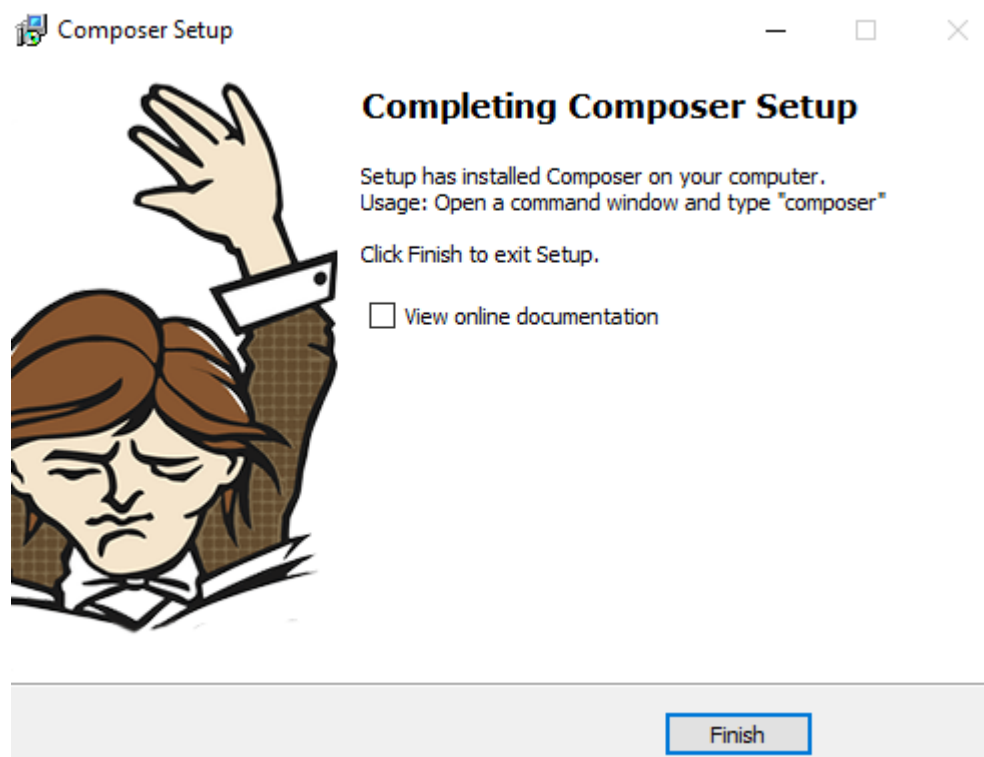 Composer Setup
Completing Composer Setup
Setup has installed Composer on your computer.
Usage: Open a command window and type "composer"
Click Finish to exit Setup.
View online documentation
Finish